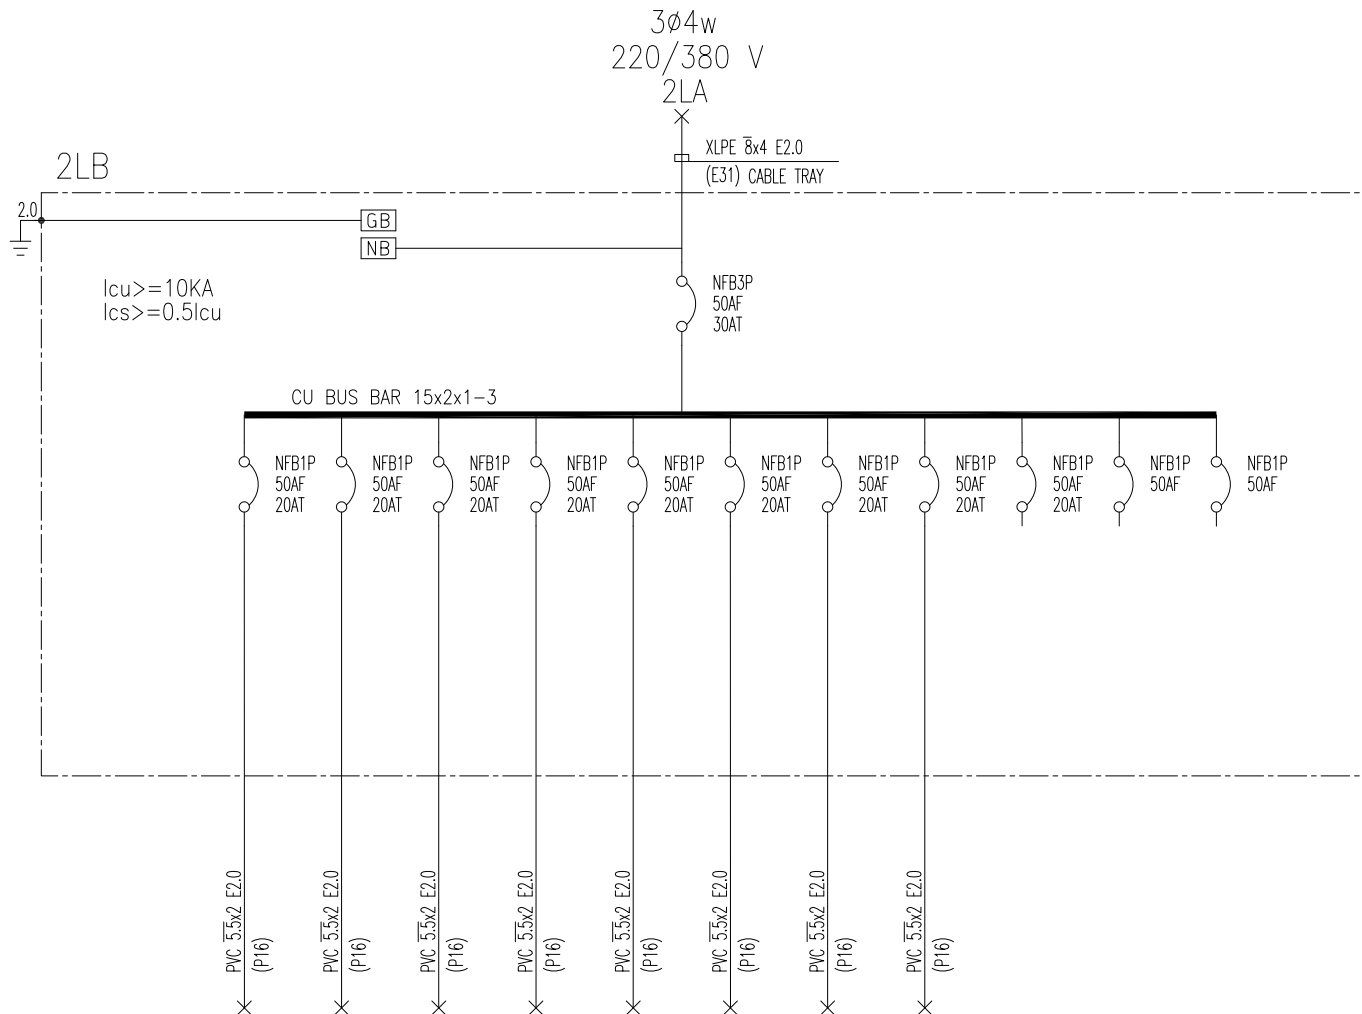 3ø4w
220/380 V
2LA
XLPE 8x4 E2.0
(E31) CABLE TRAY
2LB
2.0
GB
NB
Icu>=10KA
Ics>=0.5Icu
NFB3P
50AF
30AT
CU BUS BAR 15x2x1-3
NFB1P
50AF
20AT
NFB1P
50AF
20AT
NFB1P
50AF
20AT
NFB1P
50AF
20AT
NFB1P
50AF
20AT
NFB1P
50AF
20AT
NFB1P
50AF
20AT
NFB1P
50AF
20AT
NFB1P
50AF
20AT
NFB1P
50AF
NFB1P
50AF
PVC 5.5x2 E2.0
(P16)
PVC 5.5x2 E2.0
(P16)
PVC 5.5x2 E2.0
(P16)
PVC 5.5x2 E2.0
(P16)
PVC 5.5x2 E2.0
(P16)
PVC 5.5x2 E2.0
(P16)
PVC 5.5x2 E2.0
(P16)
PVC 5.5x2 E2.0
(P16)